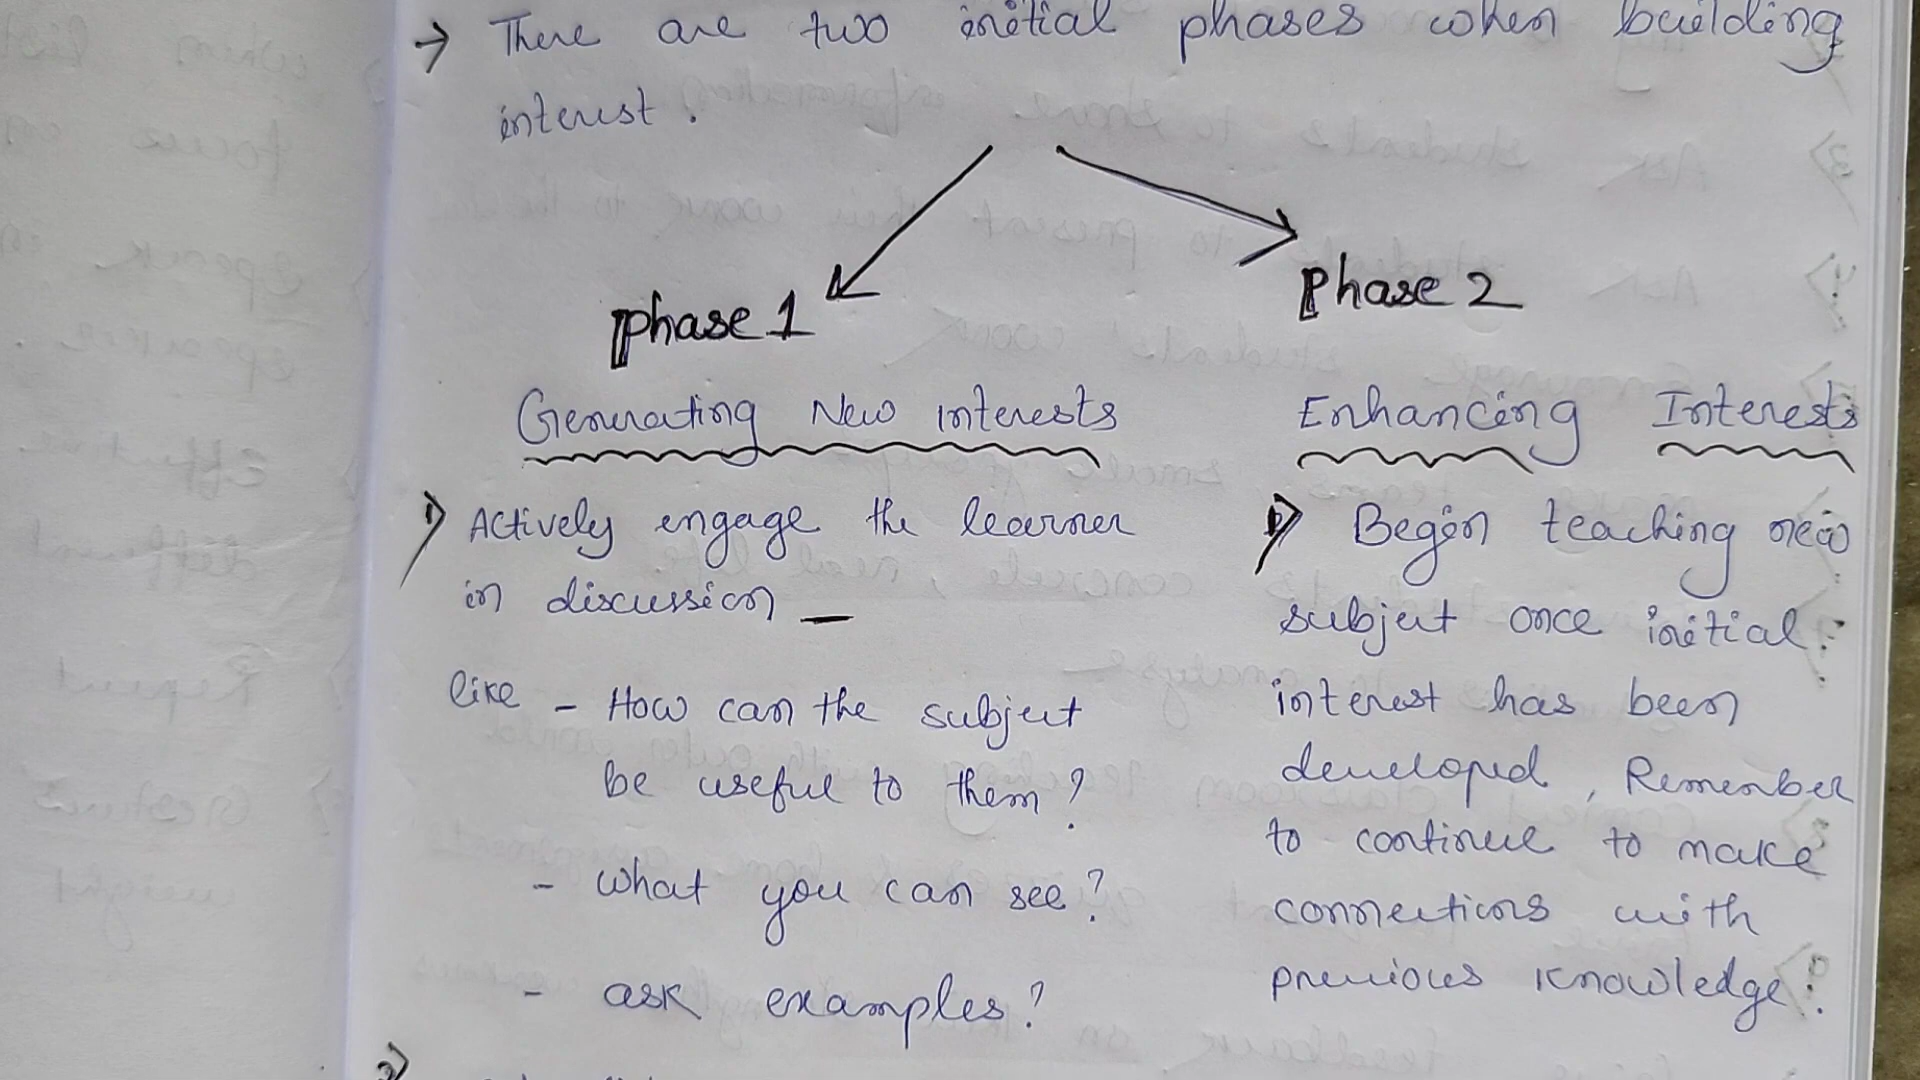 → There are two initial phases when building
interest.
phase 1
Generating New interests
1) Actively engage the learner
in discussion —
like - How can the subject
be useful to them?
- what you can see?
- ask examples?
2)
Phase 2
Enhancing Interests
1) Begin teaching new
subject once initial
interest has been
developed, Remember
to continue to make
connections with
previous knowledge.